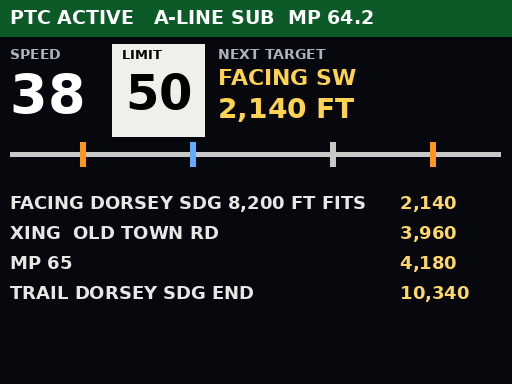 PTC ACTIVE A-LINE SUB MP 64.2
SPEED LIMIT NEXT TARGET
38 50 FACING SW
2,140 FT
FACING DORSEY SDG 8,200 FT FITS 2,140
XING OLD TOWN RD 3,960
MP 65 4,180
TRAIL DORSEY SDG END 10,340